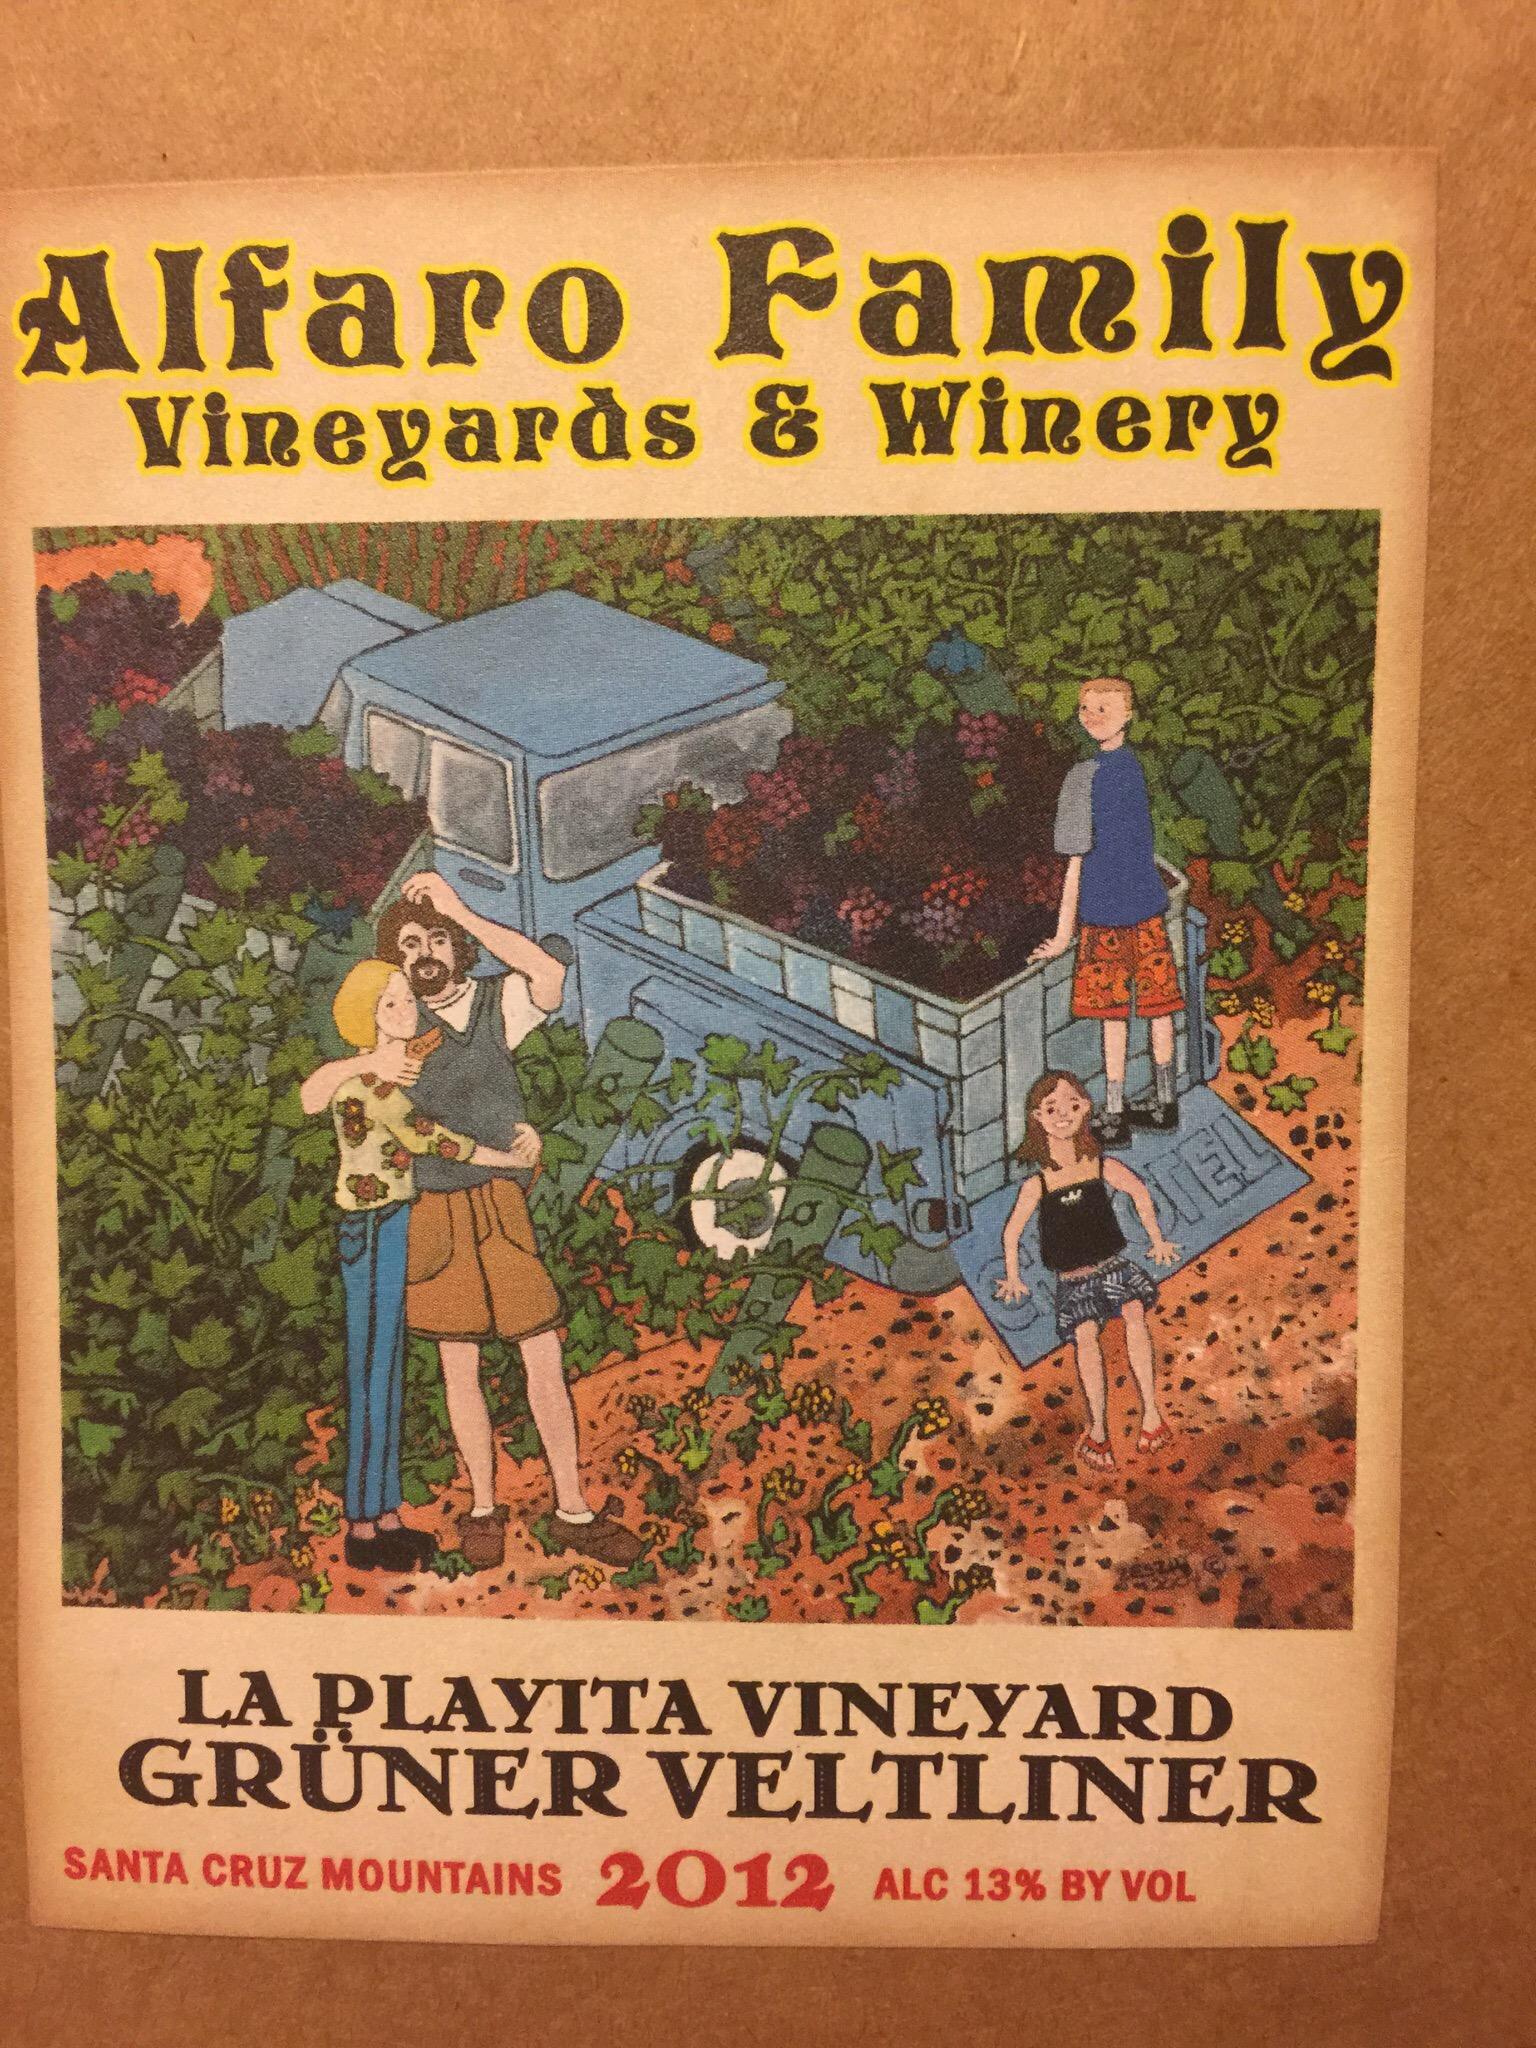 Alfaro Family
Vineyards & Winery
LA PLAYITA VINEYARD
GRÜNER VELTLINER
SANTA CRUZ MOUNTAINS 2012 ALC 13% BY VOL